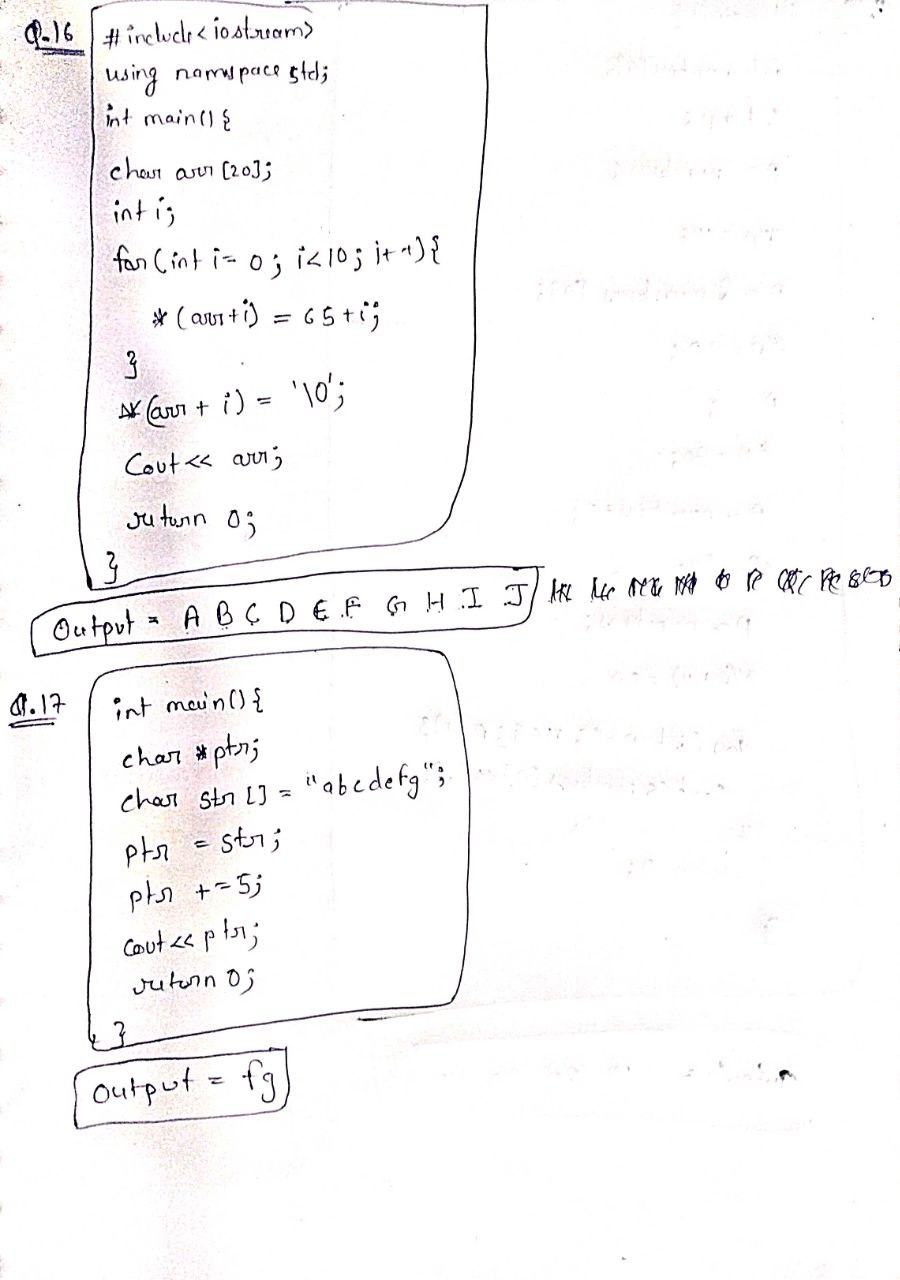 Q.16
#include<iostream>
using namespace std;
int main() {
char arr [20];
int i;
for (int i= 0; i<10; i++) {
*(arr+i) = 65+i;
}
*(arr + i) = '\0';
Cout<< arr;
return 0;
}
Output = A B C D E F G H I J
Q.17
int main() {
char *ptr;
char str [] = "abcdefg";
ptr = str;
ptr +=5;
Cout<< ptr;
return 0;
}
Output = fg